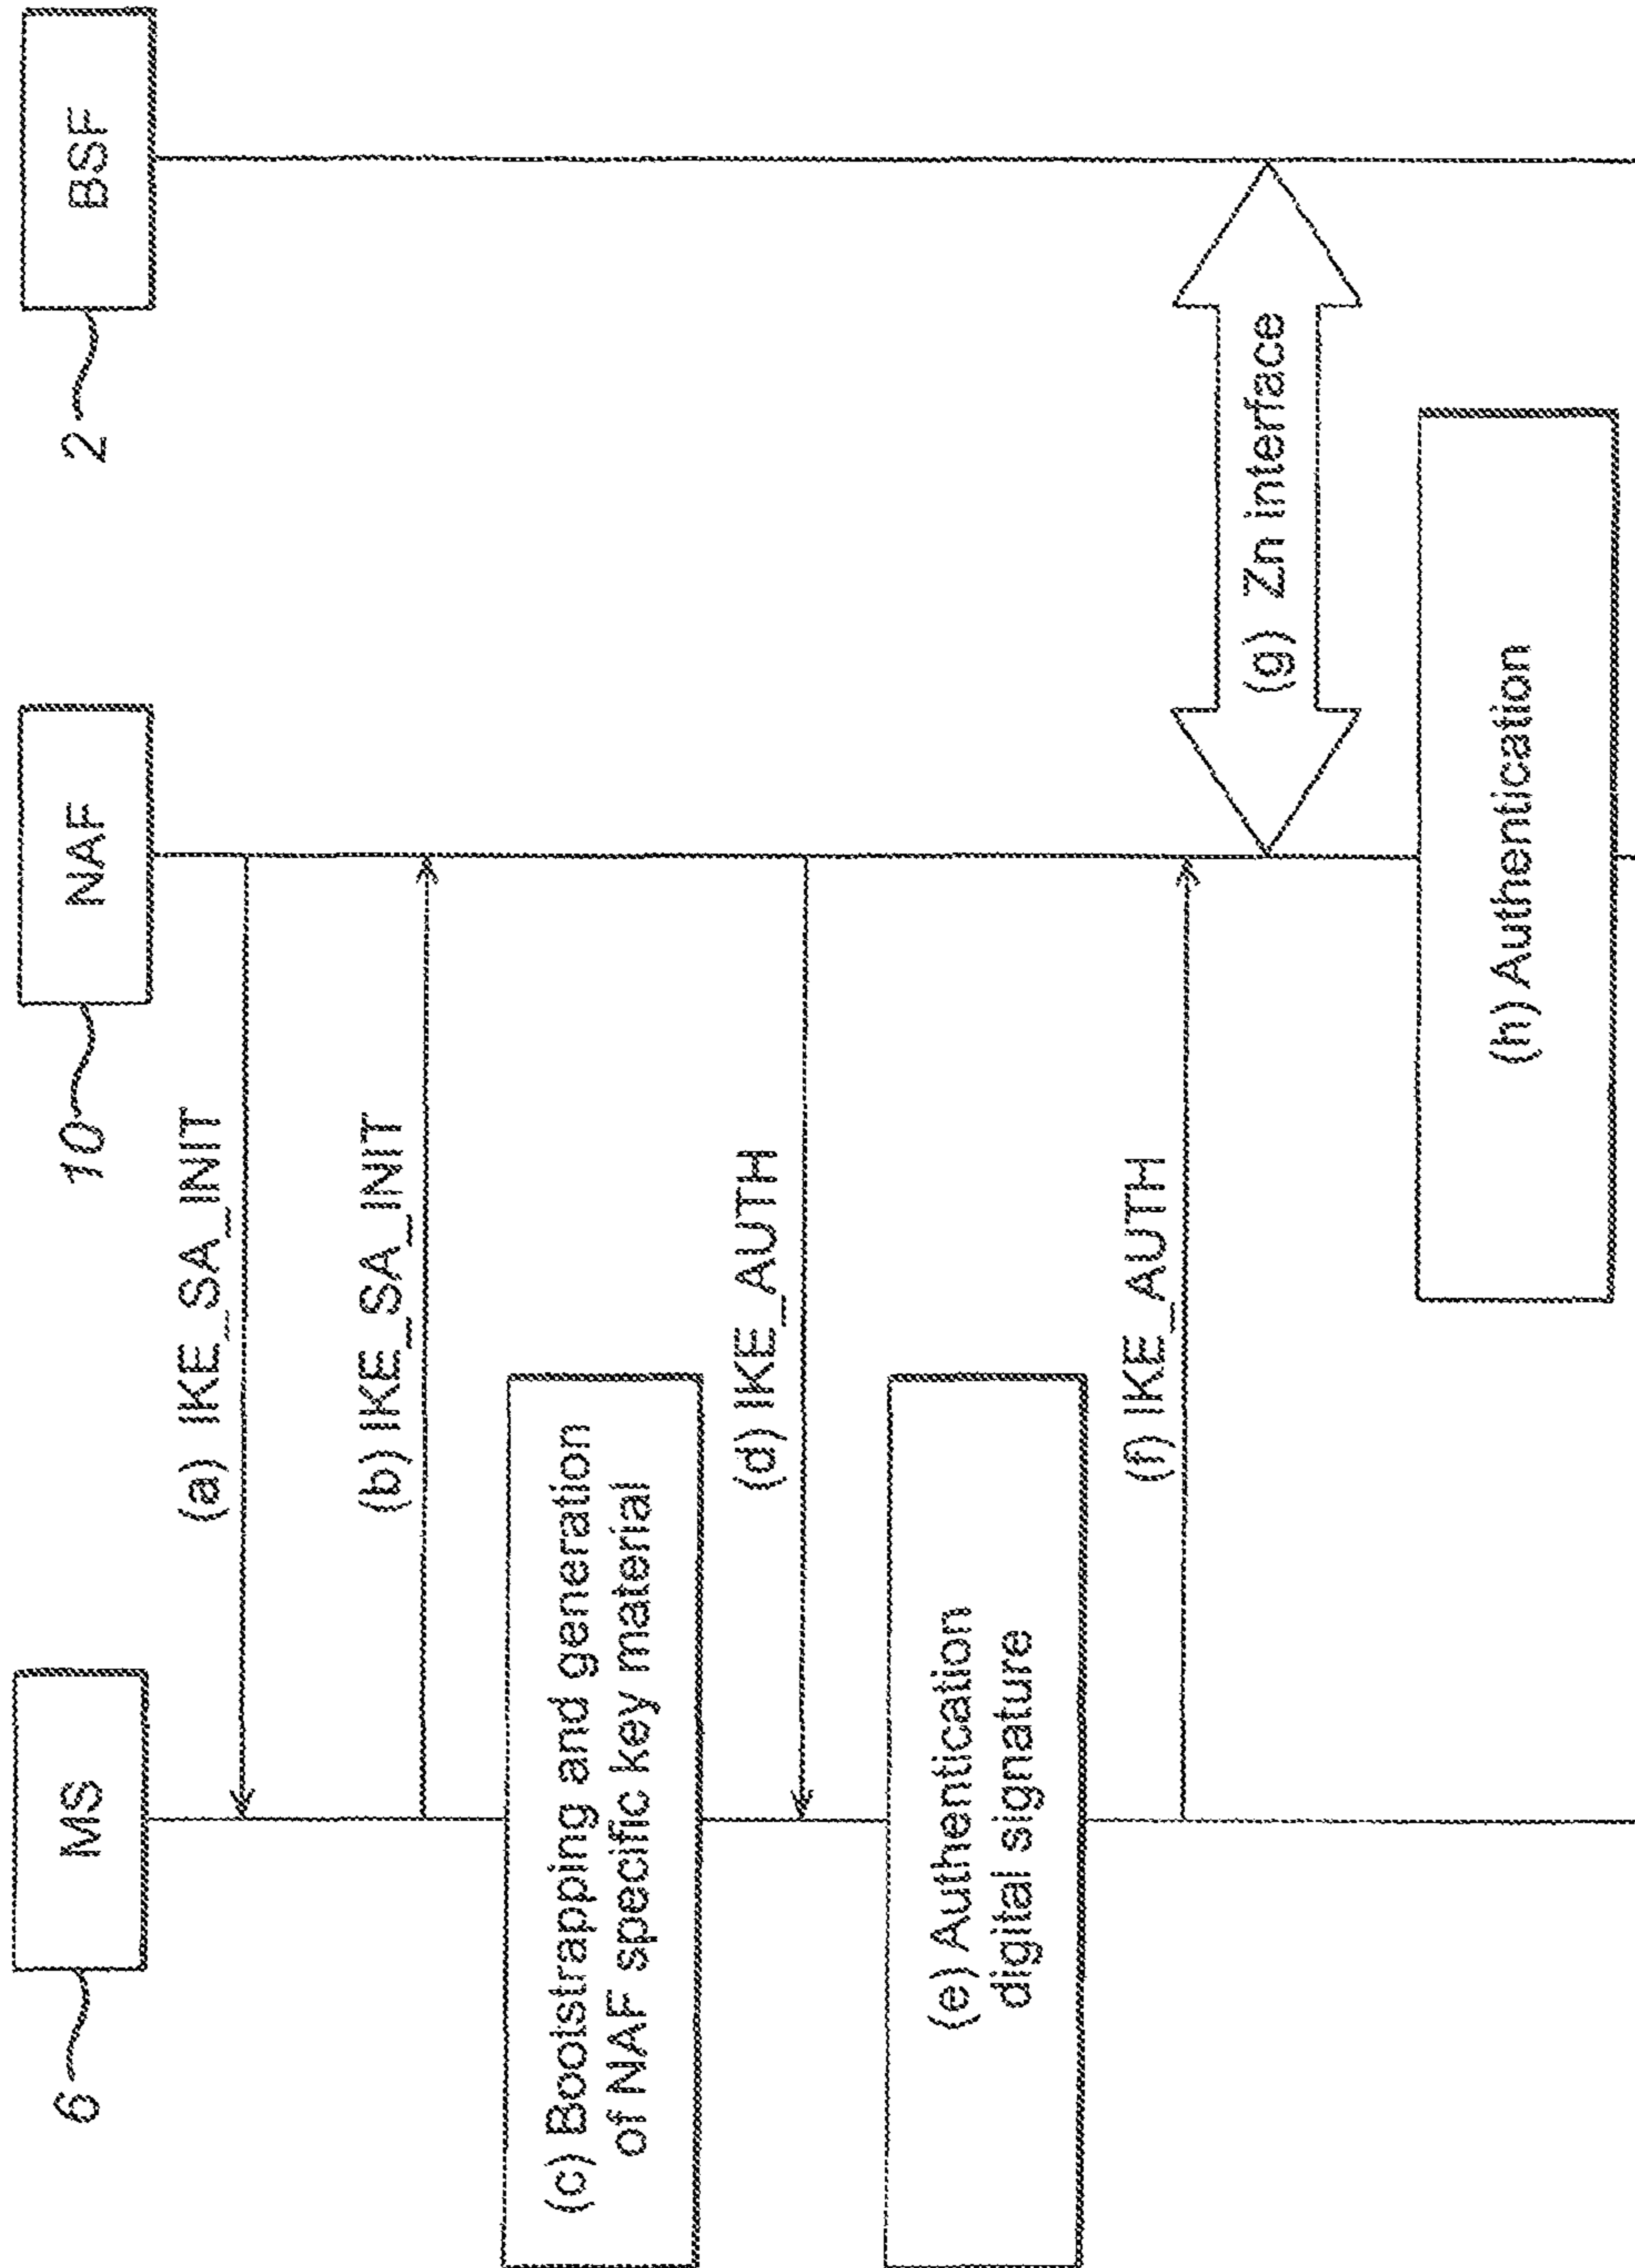 MS
6
NAF
10
BSF
2
(a) IKE_SA_INIT
(b) IKE_SA_INIT
(c) Bootstrapping and generation
of NAF specific key material
(d) IKE_AUTH
(e) Authentication
digital signature
(f) IKE_AUTH
(g) Zn interface
(h) Authentication